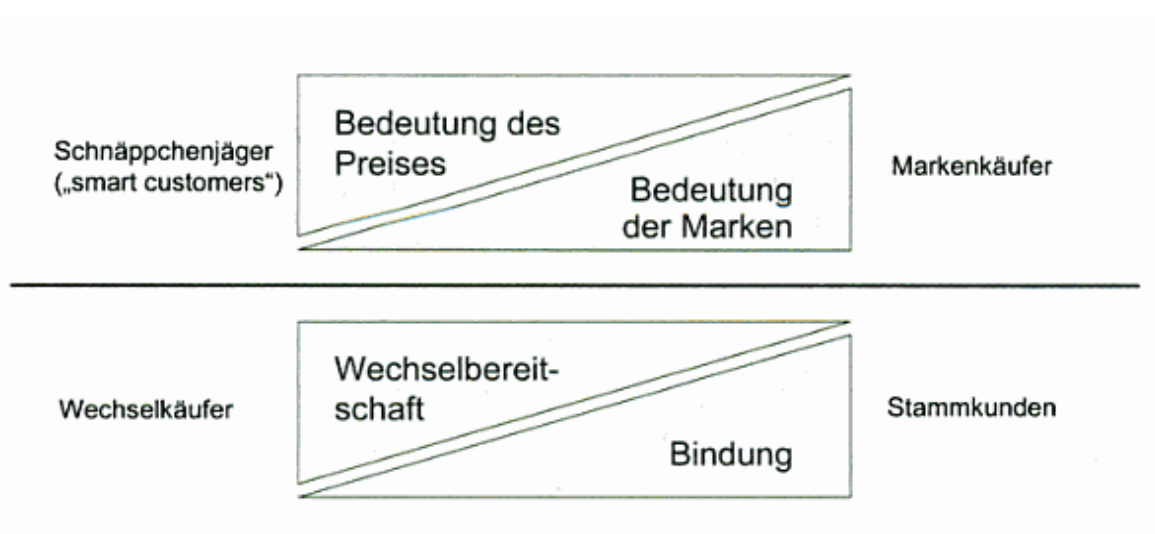 Bedeutung des
Preises
Schnäppchenjäger
(„smart customers“)
Markenkäufer
Bedeutung
der Marken
Wechselbereit-
schaft
Wechselkäufer
Stammkunden
Bindung